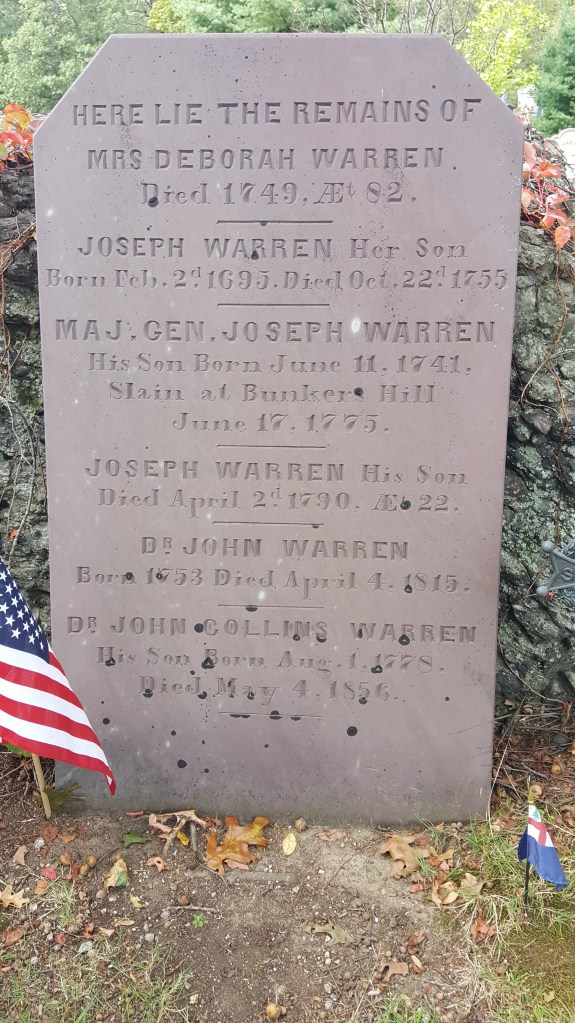 HERE LIE THE REMAINS OF
MRS DEBORAH WARREN.
Died 1749. Æt 82.
JOSEPH WARREN Her Son
Born Feb. 2d 1695. Died Oct. 22d 1755
MAJ. GEN. JOSEPH WARREN
His Son Born June 11. 1741.
Slain at Bunkers Hill
June 17. 1775.
JOSEPH WARREN His Son
Died April 2d 1790. Æt 22.
DR JOHN WARREN
Born 1753 Died April 4. 1815.
DR JOHN COLLINS WARREN
His Son Born Aug. 1. 1778.
Died May 4. 1856.